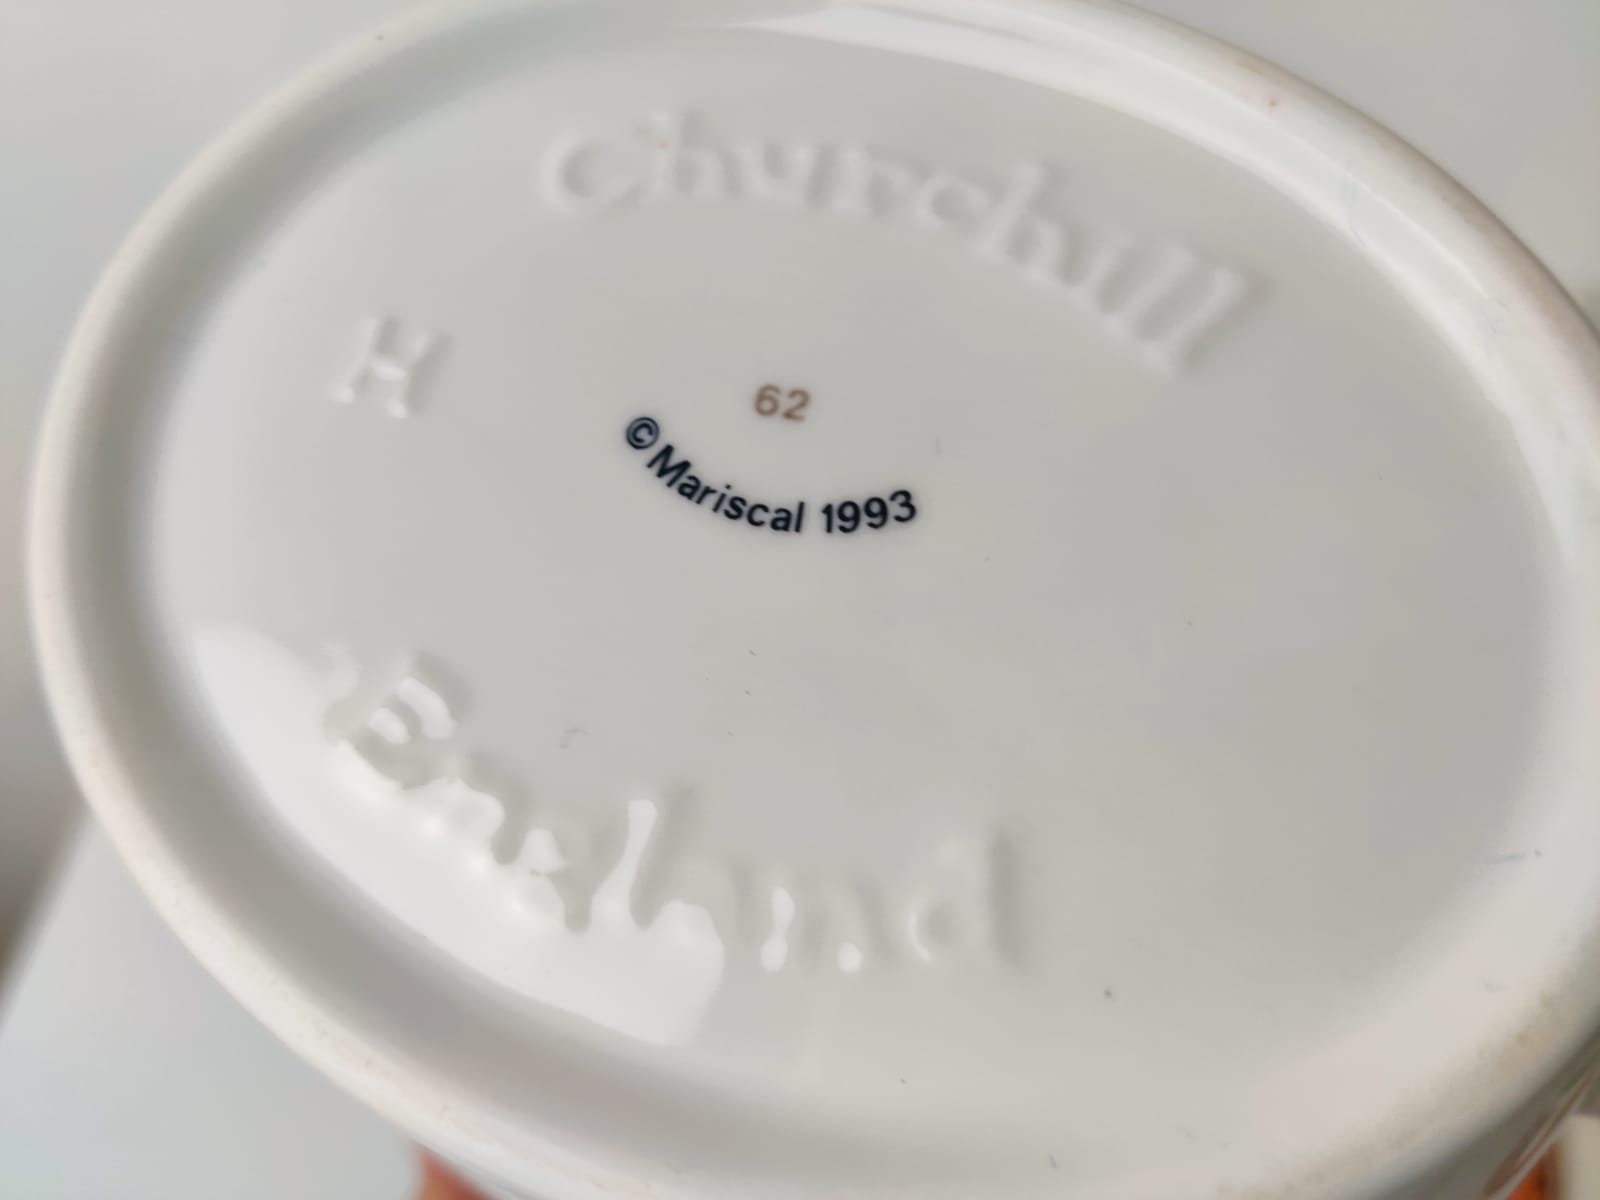 Churchill
H
62
© Mariscal 1993
England